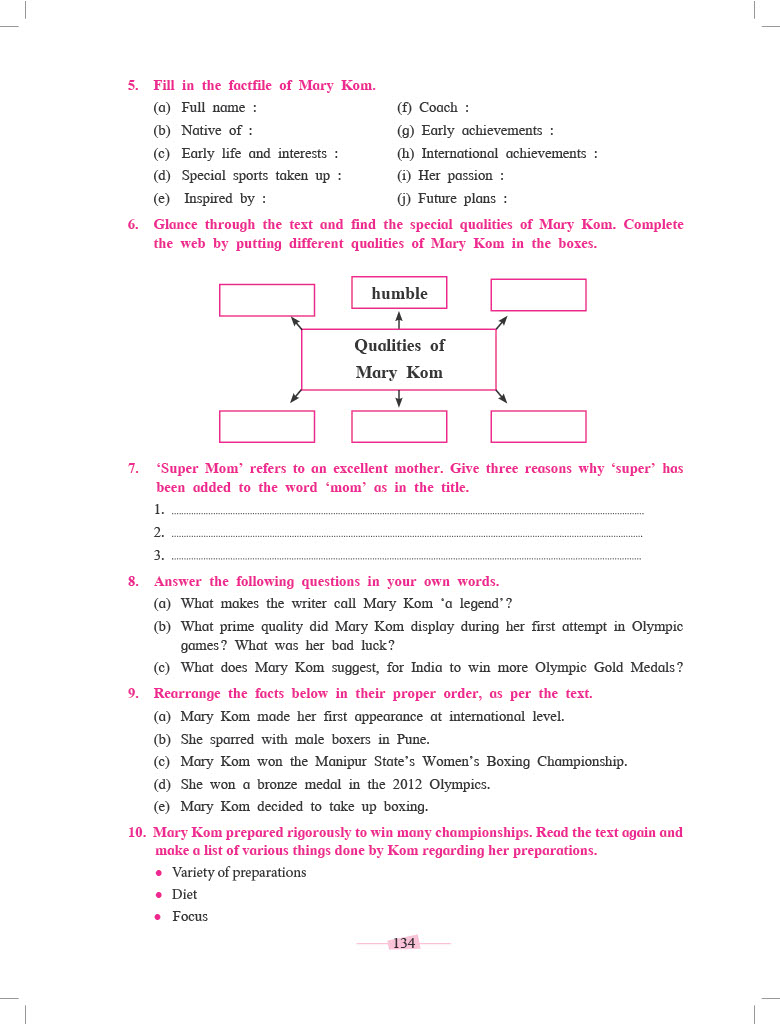 5. Fill in the factfile of Mary Kom.
(a) Full name :
(f) Coach :
(b) Native of :
(g) Early achievements :
(c) Early life and interests :
(h) International achievements :
(d) Special sports taken up :
(i) Her passion :
(e) Inspired by :
(j) Future plans :
6. Glance through the text and find the special qualities of Mary Kom. Complete
the web by putting different qualities of Mary Kom in the boxes.
humble
Qualities of
Mary Kom
7. ‘Super Mom’ refers to an excellent mother. Give three reasons why ‘super’ has
been added to the word ‘mom’ as in the title.
1.
2.
3.
8. Answer the following questions in your own words.
(a) What makes the writer call Mary Kom ‘a legend’?
(b) What prime quality did Mary Kom display during her first attempt in Olympic
games? What was her bad luck?
(c) What does Mary Kom suggest, for India to win more Olympic Gold Medals?
9. Rearrange the facts below in their proper order, as per the text.
(a) Mary Kom made her first appearance at international level.
(b) She sparred with male boxers in Pune.
(c) Mary Kom won the Manipur State’s Women’s Boxing Championship.
(d) She won a bronze medal in the 2012 Olympics.
(e) Mary Kom decided to take up boxing.
10. Mary Kom prepared rigorously to win many championships. Read the text again and
make a list of various things done by Kom regarding her preparations.
• Variety of preparations
• Diet
• Focus
134